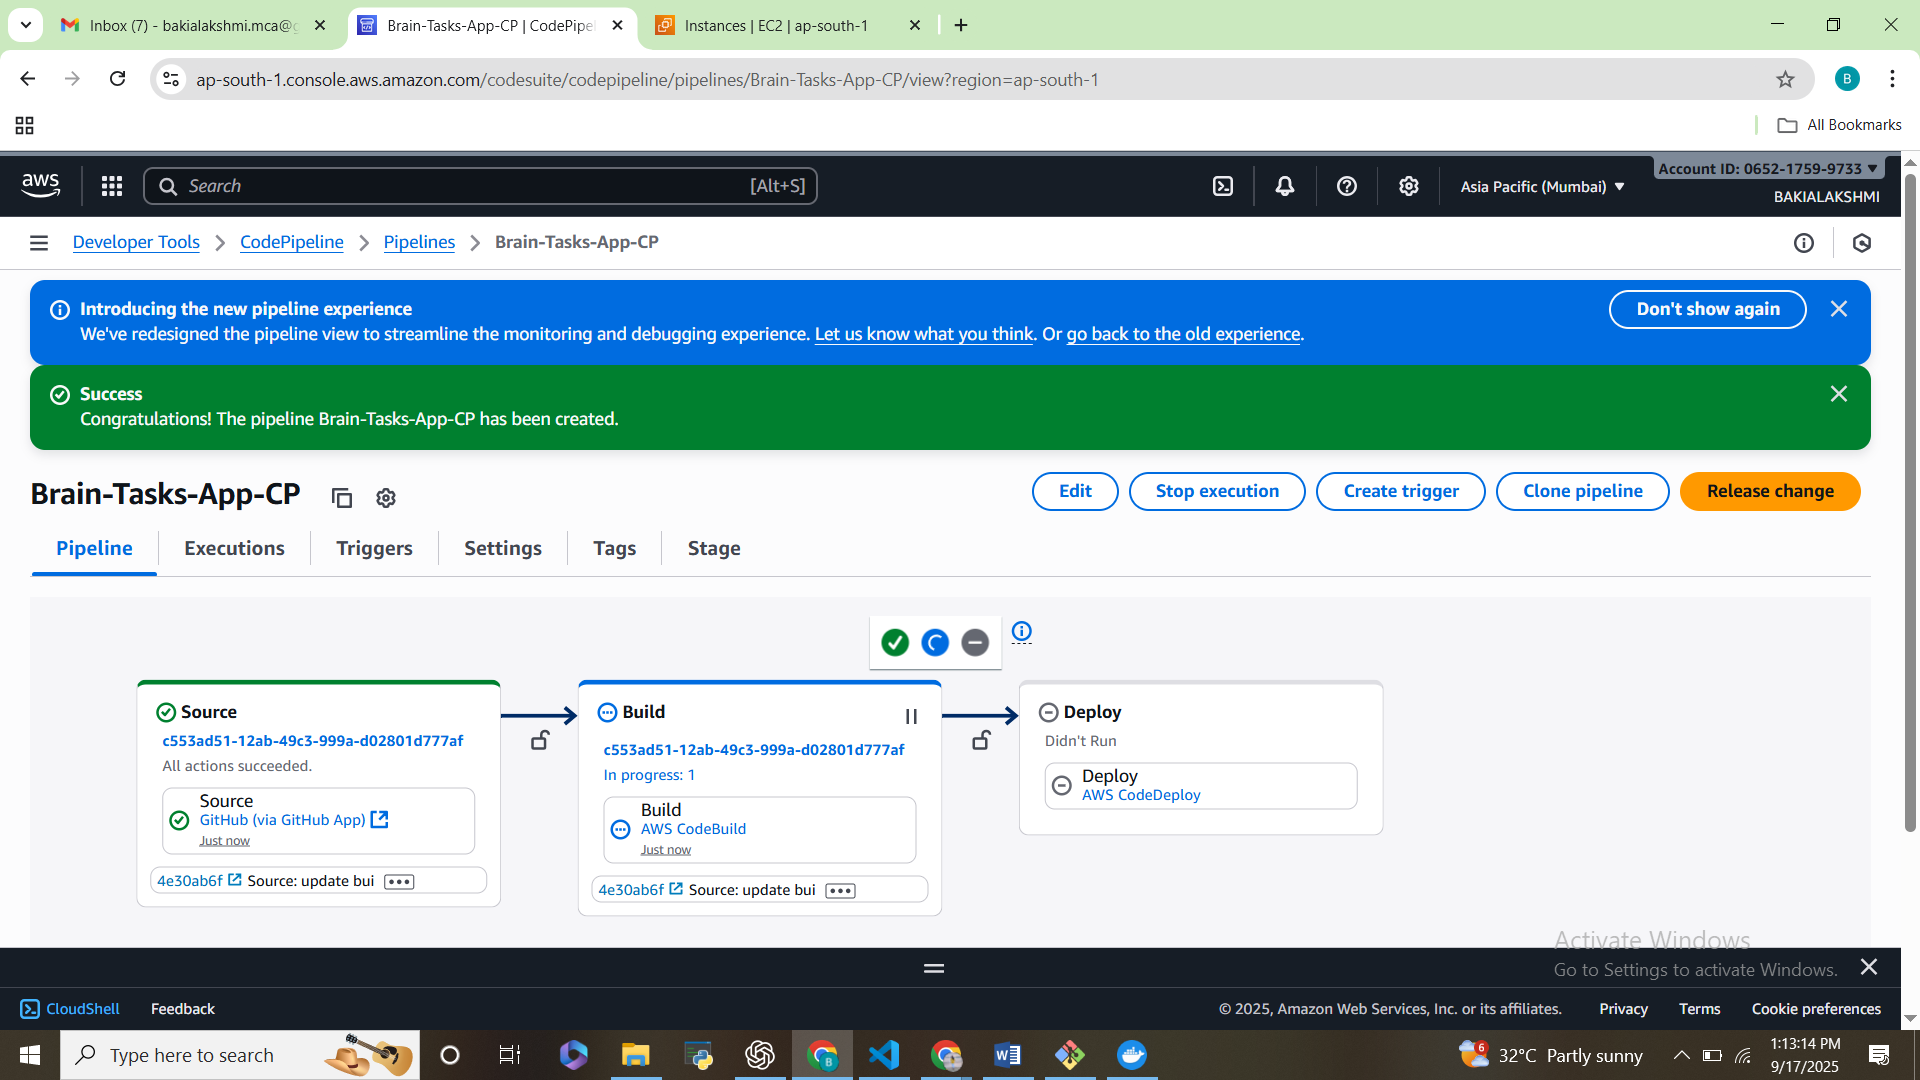 Inbox (7) - bakialakshmi.mca@g
Brain-Tasks-App-CP | CodePipel
Instances | EC2 | ap-south-1
ap-south-1.console.aws.amazon.com/codesuite/codepipeline/pipelines/Brain-Tasks-App-CP/view?region=ap-south-1
B
All Bookmarks
aws
Search
[Alt+S]
Asia Pacific (Mumbai)
Account ID: 0652-1759-9733
BAKIALAKSHMI
Developer Tools
CodePipeline
Pipelines
Brain-Tasks-App-CP
Introducing the new pipeline experience
We've redesigned the pipeline view to streamline the monitoring and debugging experience. Let us know what you think. Or go back to the old experience.
Don't show again
Success
Congratulations! The pipeline Brain-Tasks-App-CP has been created.
Brain-Tasks-App-CP
Edit
Stop execution
Create trigger
Clone pipeline
Release change
Pipeline
Executions
Triggers
Settings
Tags
Stage
Source
c553ad51-12ab-49c3-999a-d02801d777af
All actions succeeded.
Source
GitHub (via GitHub App)
Just now
4e30ab6f Source: update bui
Build
c553ad51-12ab-49c3-999a-d02801d777af
In progress: 1
Build
AWS CodeBuild
Just now
4e30ab6f Source: update bui
Deploy
Didn't Run
Deploy
AWS CodeDeploy
Activate Windows
Go to Settings to activate Windows.
CloudShell
Feedback
© 2025, Amazon Web Services, Inc. or its affiliates.
Privacy
Terms
Cookie preferences
Type here to search
6
32°C Partly sunny
1:13:14 PM
9/17/2025